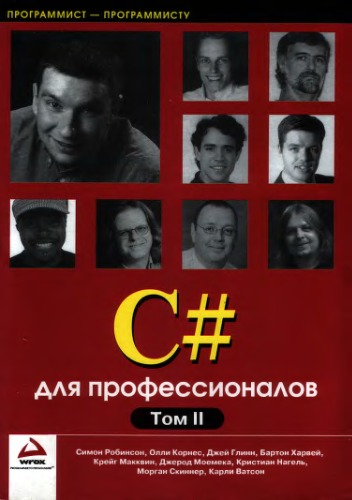 ПРОГРАММИСТ — ПРОГРАММИСТУ
C#
для профессионалов
Том II
Симон Робинсон, Олли Корнес, Джей Глинн, Бартон Харвей,
Крейг Макквин, Джерод Моемека, Кристиан Нагель,
Морган Скиннер, Карли Ватсон
wrox